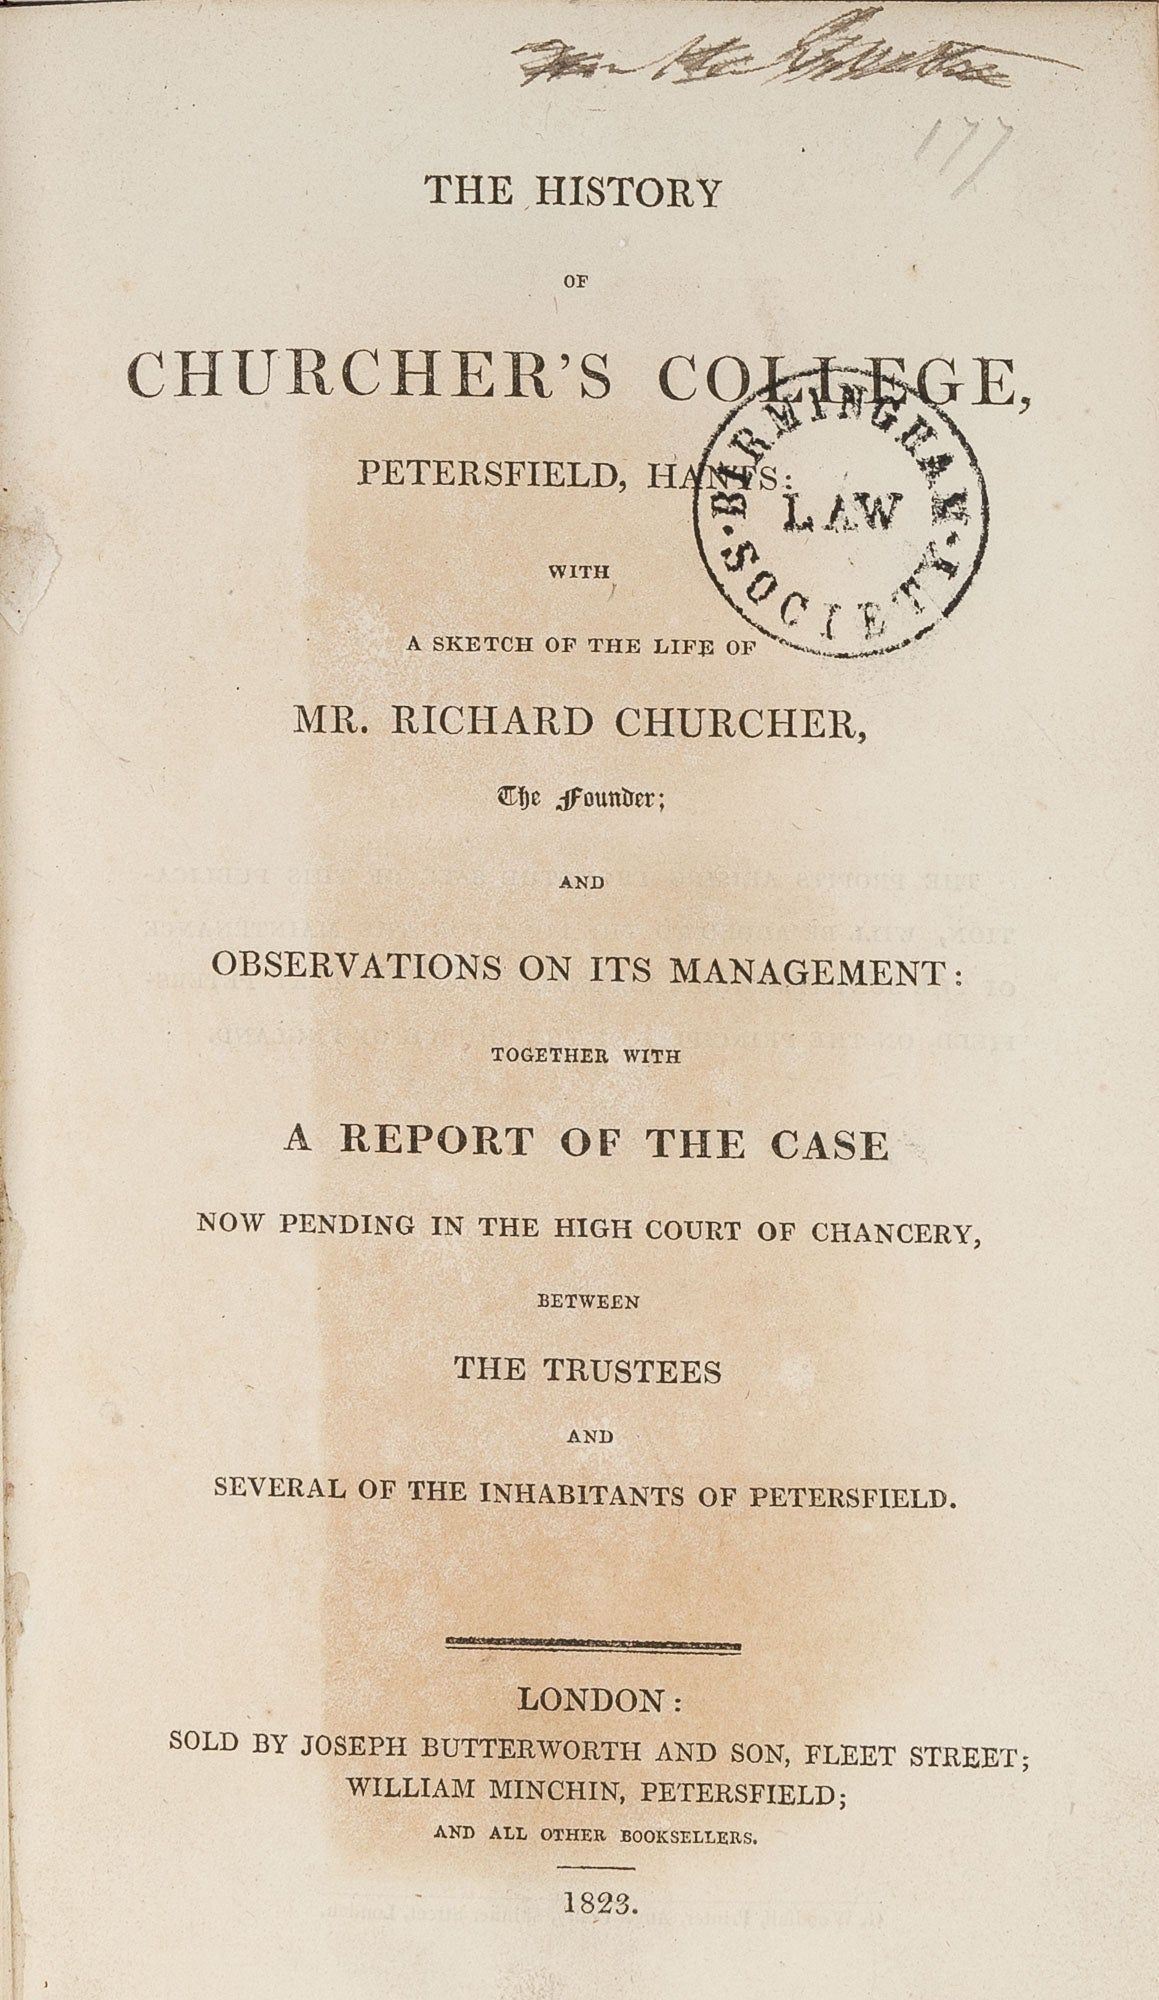 177
THE HISTORY
OF
CHURCHER'S COLLEGE,
PETERSFIELD, HANTS:
BIRMINGHAM
LAW
SOCIETY
WITH
A SKETCH OF THE LIFE OF
MR. RICHARD CHURCHER,
The Founder;
AND
OBSERVATIONS ON ITS MANAGEMENT:
TOGETHER WITH
A REPORT OF THE CASE
NOW PENDING IN THE HIGH COURT OF CHANCERY,
BETWEEN
THE TRUSTEES
AND
SEVERAL OF THE INHABITANTS OF PETERSFIELD.
LONDON:
SOLD BY JOSEPH BUTTERWORTH AND SON, FLEET STREET;
WILLIAM MINCHIN, PETERSFIELD;
AND ALL OTHER BOOKSELLERS.
1823.